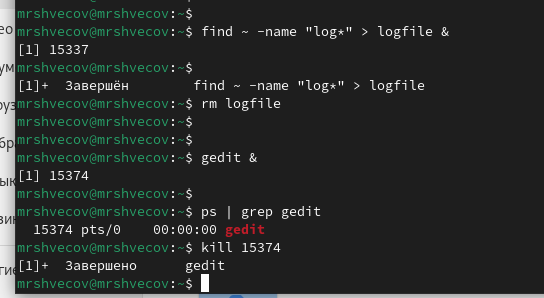 mrshvecov@mrshvecov:~$
mrshvecov@mrshvecov:~$ find ~ -name "log*" > logfile &
[1] 15337
mrshvecov@mrshvecov:~$
[1]+  Завершён        find ~ -name "log*" > logfile
mrshvecov@mrshvecov:~$ rm logfile
mrshvecov@mrshvecov:~$
mrshvecov@mrshvecov:~$
mrshvecov@mrshvecov:~$ gedit &
[1] 15374
mrshvecov@mrshvecov:~$
mrshvecov@mrshvecov:~$ ps | grep gedit
  15374 pts/0    00:00:00 gedit
mrshvecov@mrshvecov:~$ kill 15374
[1]+  Завершено      gedit
mrshvecov@mrshvecov:~$